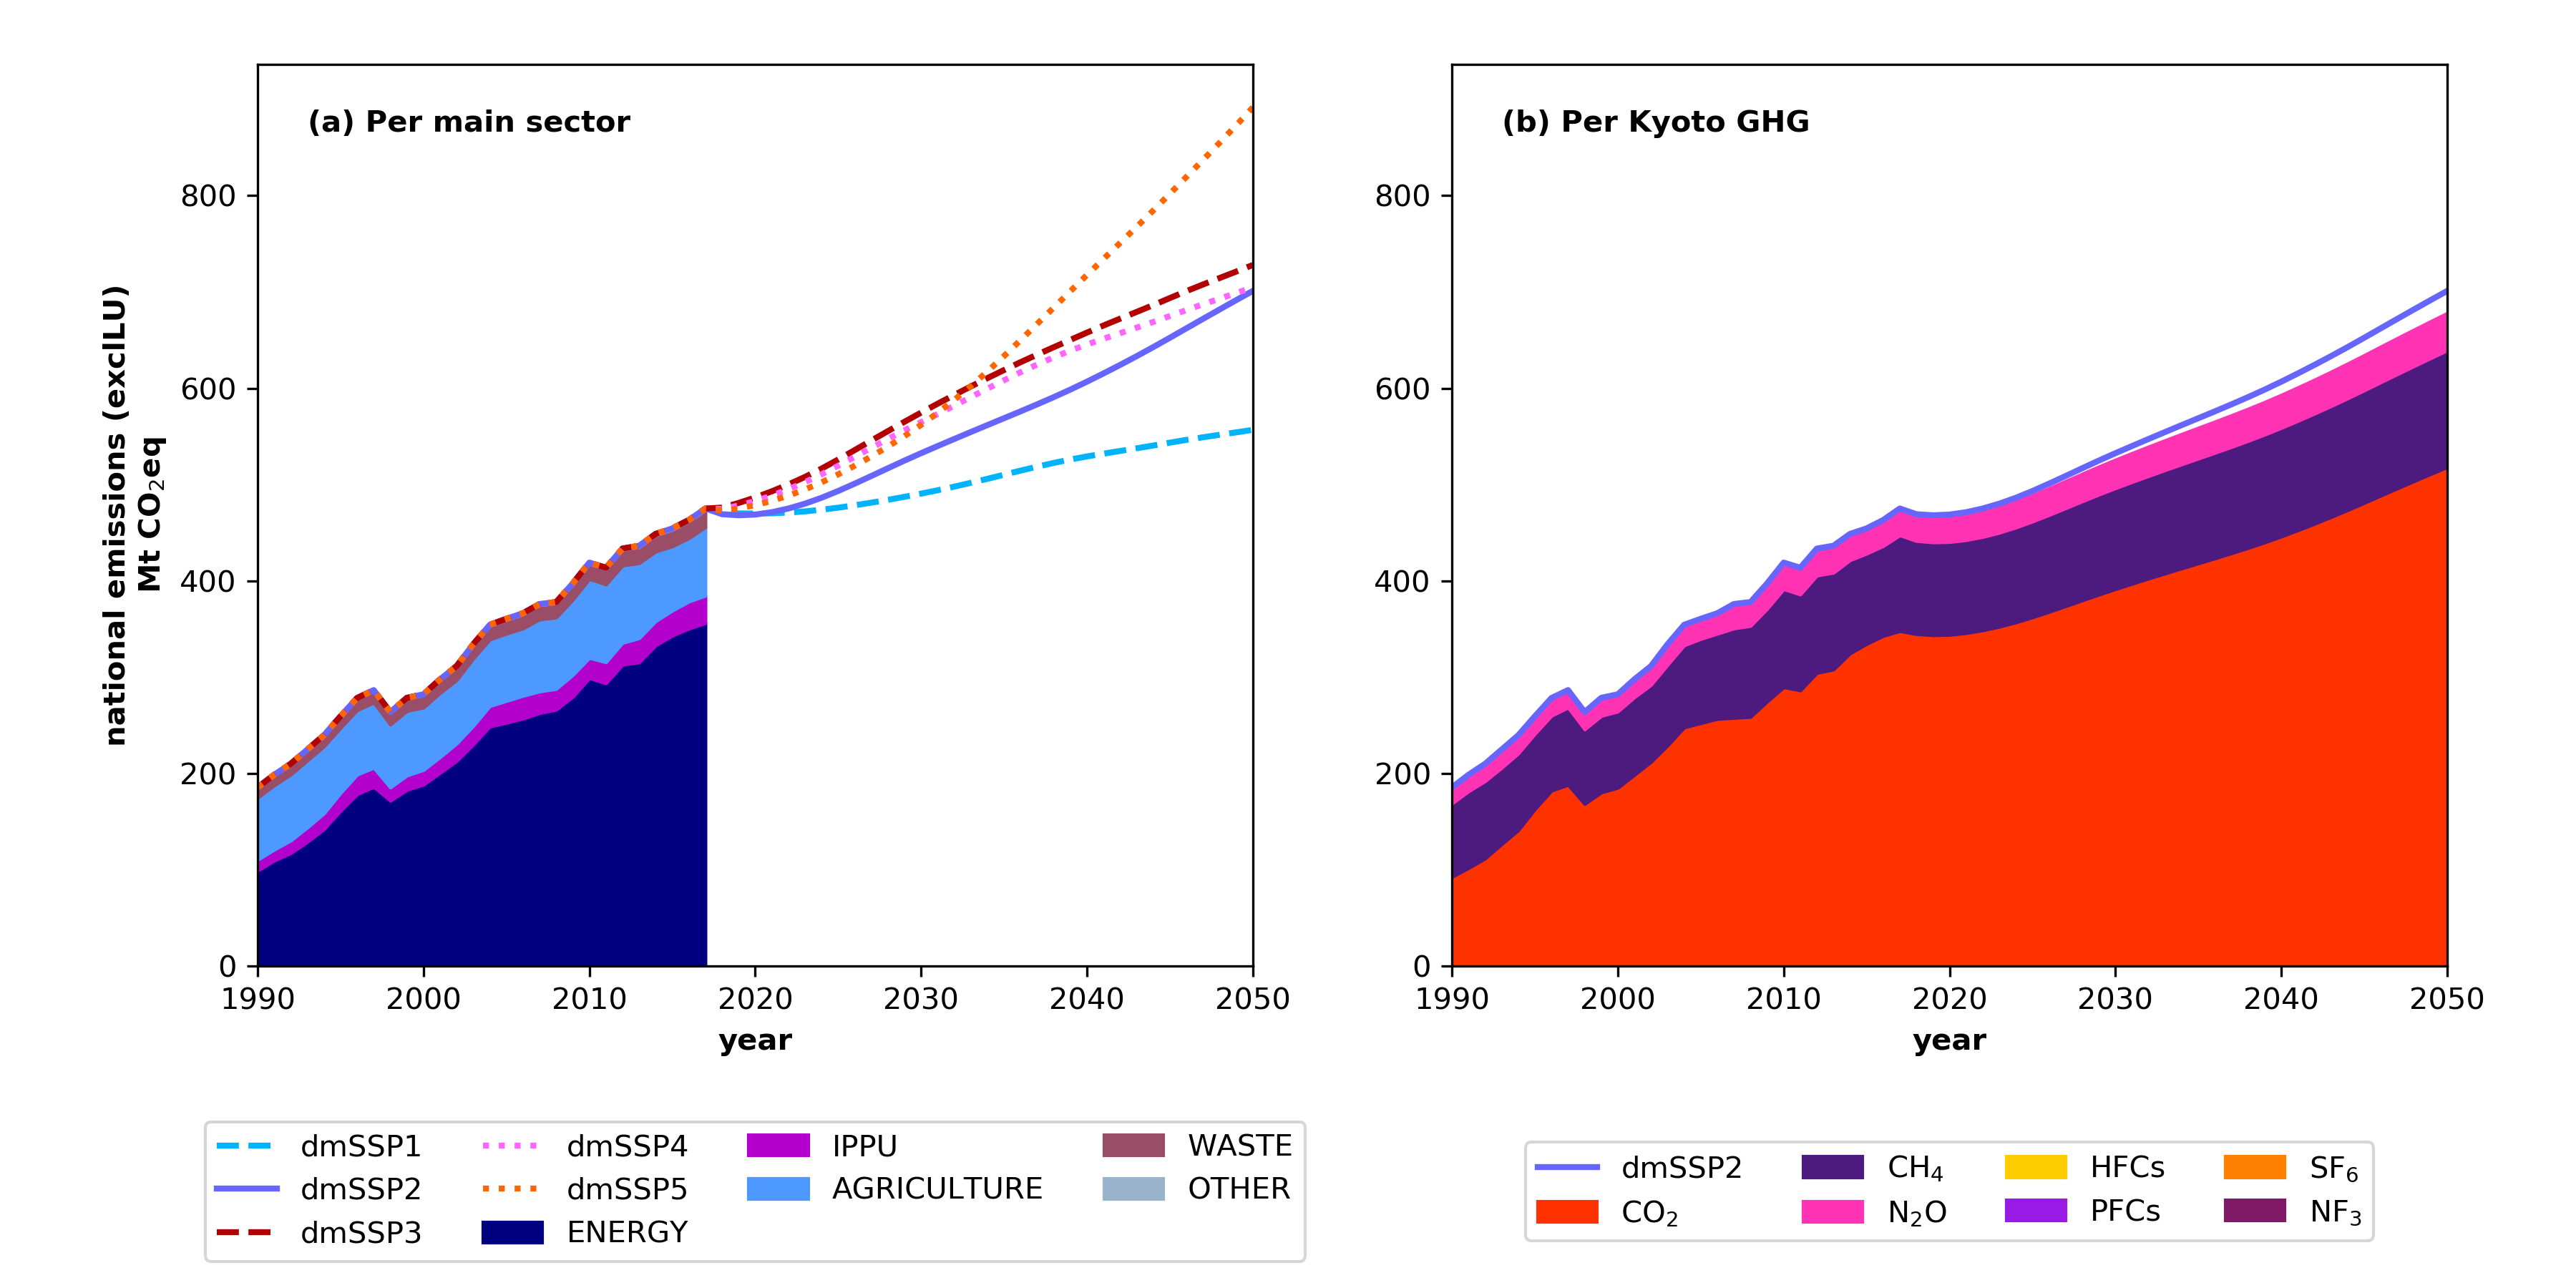 (a) Per main sector
national emissions (exclLU)
Mt CO₂eq
800
600
400
200
0
1990 2000 2010 2020 2030 2040 2050
year
dmSSP1 dmSSP4 IPPU WASTE
dmSSP2 dmSSP5 AGRICULTURE OTHER
dmSSP3 ENERGY
(b) Per Kyoto GHG
800
600
400
200
0
1990 2000 2010 2020 2030 2040 2050
year
dmSSP2 CH₄ HFCs SF₆
CO₂ N₂O PFCs NF₃